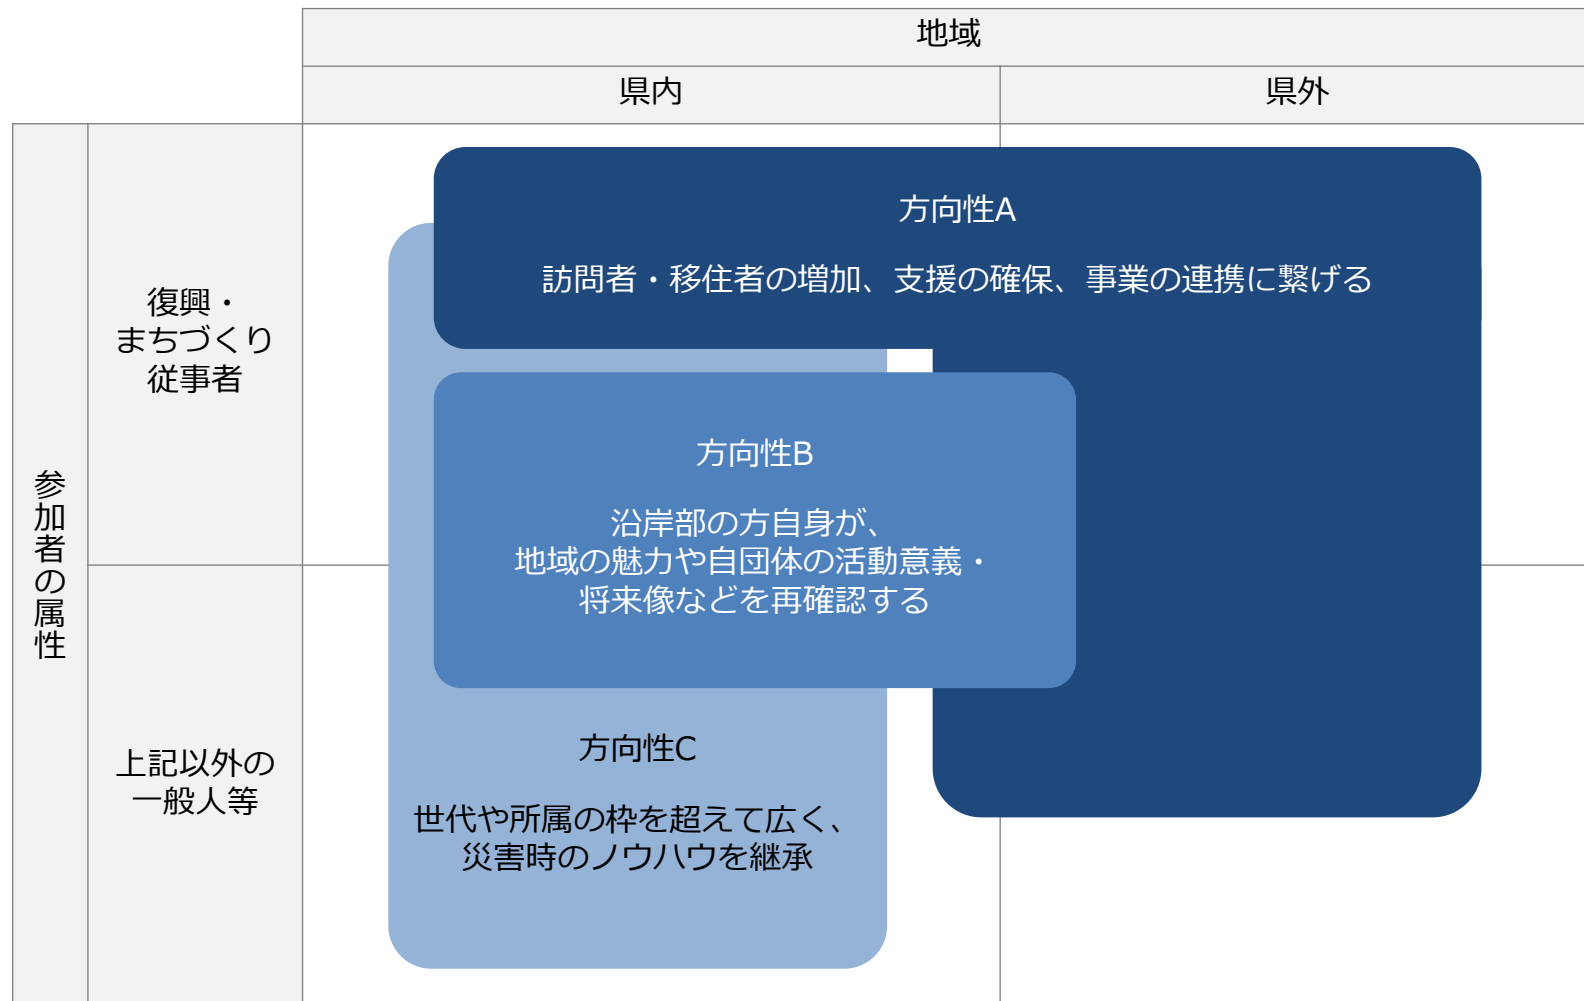 地域
県内
県外
参加者の属性
復興・
まちづくり
従事者
上記以外の
一般人等
方向性A
訪問者・移住者の増加、支援の確保、事業の連携に繋げる
方向性B
沿岸部の方自身が、
地域の魅力や自団体の活動意義・
将来像などを再確認する
方向性C
世代や所属の枠を超えて広く、
災害時のノウハウを継承